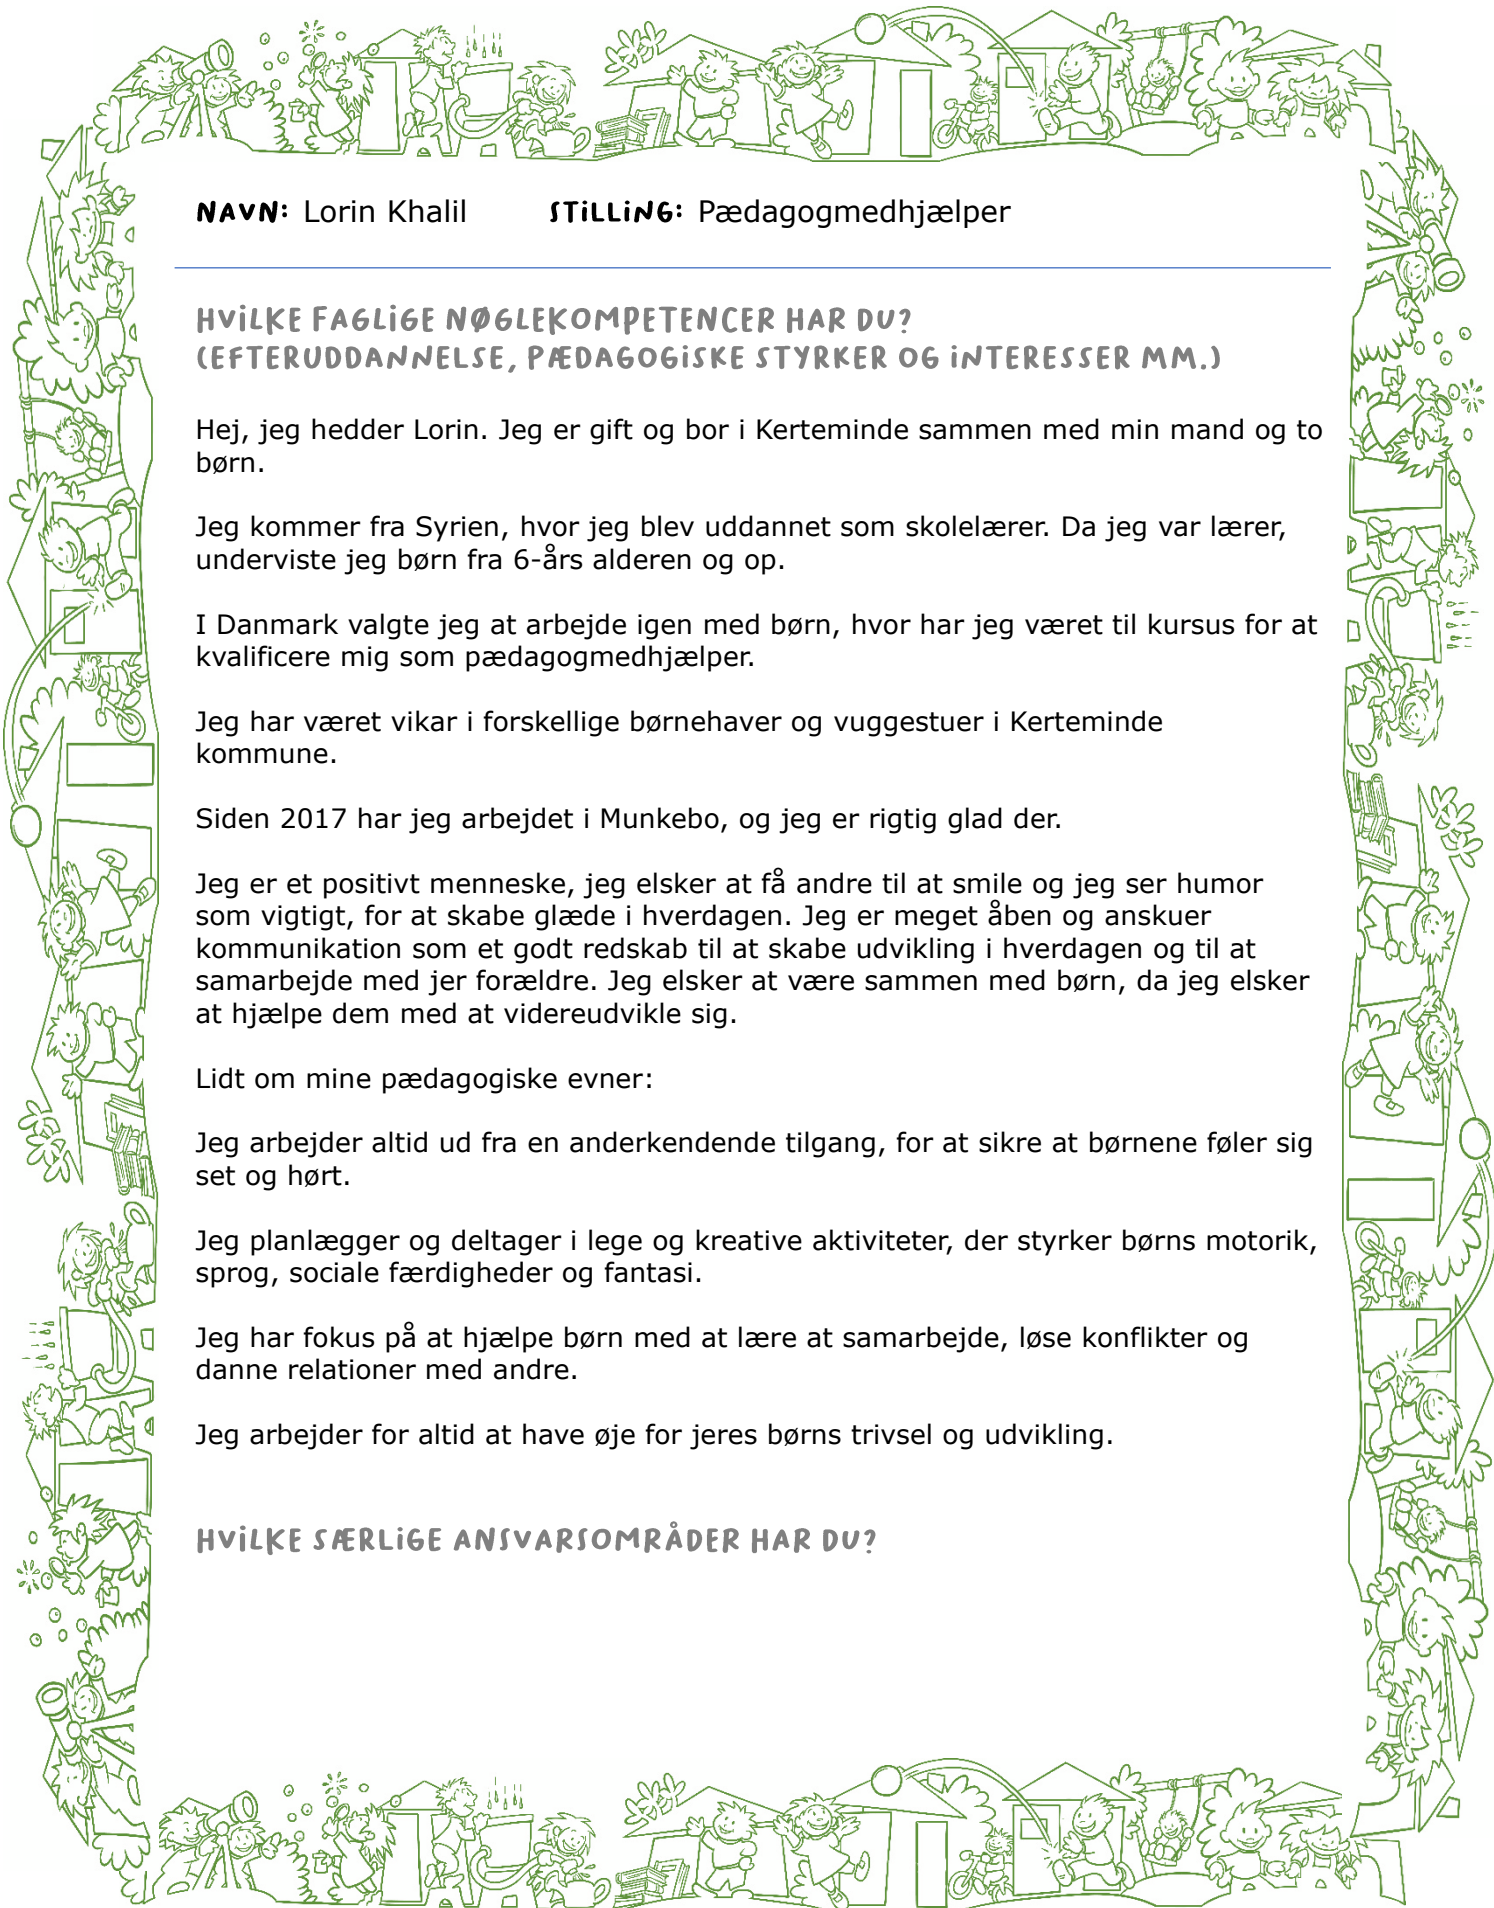 NAVN: Lorin Khalil STILLING: Pædagogmedhjælper
HVILKE FAGLIGE NØGLEKOMPETENCER HAR DU?
(EFTERUDDANNELSE, PÆDAGOGISKE STYRKER OG INTERESSER MM.)
Hej, jeg hedder Lorin. Jeg er gift og bor i Kerteminde sammen med min mand og to
børn.
Jeg kommer fra Syrien, hvor jeg blev uddannet som skolelærer. Da jeg var lærer,
underviste jeg børn fra 6-års alderen og op.
I Danmark valgte jeg at arbejde igen med børn, hvor har jeg været til kursus for at
kvalificere mig som pædagogmedhjælper.
Jeg har været vikar i forskellige børnehaver og vuggestuer i Kerteminde
kommune.
Siden 2017 har jeg arbejdet i Munkebo, og jeg er rigtig glad der.
Jeg er et positivt menneske, jeg elsker at få andre til at smile og jeg ser humor
som vigtigt, for at skabe glæde i hverdagen. Jeg er meget åben og anskuer
kommunikation som et godt redskab til at skabe udvikling i hverdagen og til at
samarbejde med jer forældre. Jeg elsker at være sammen med børn, da jeg elsker
at hjælpe dem med at videreudvikle sig.
Lidt om mine pædagogiske evner:
Jeg arbejder altid ud fra en anderkendende tilgang, for at sikre at børnene føler sig
set og hørt.
Jeg planlægger og deltager i lege og kreative aktiviteter, der styrker børns motorik,
sprog, sociale færdigheder og fantasi.
Jeg har fokus på at hjælpe børn med at lære at samarbejde, løse konflikter og
danne relationer med andre.
Jeg arbejder for altid at have øje for jeres børns trivsel og udvikling.
HVILKE SÆRLIGE ANSVARSOMRÅDER HAR DU?